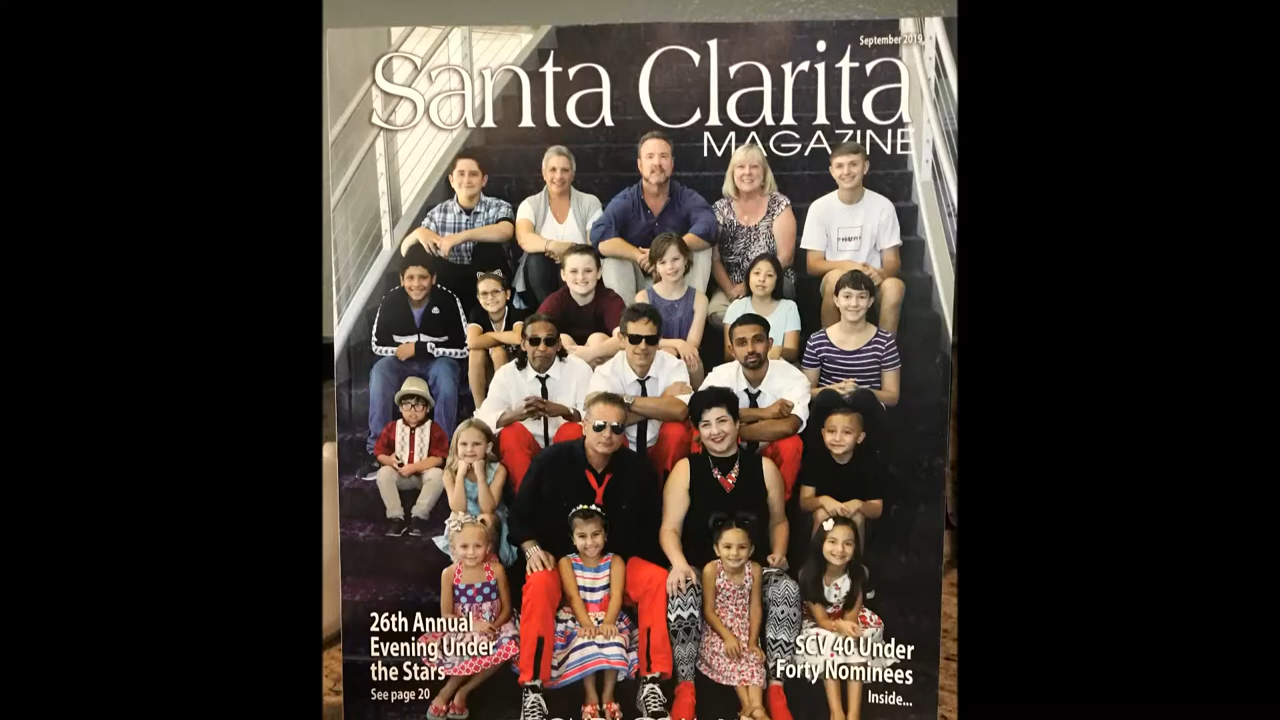 September 2019
Santa Clarita
MAGAZINE
26th Annual
Evening Under
the Stars
See page 20
SCV 40 Under
Forty Nominees
Inside...